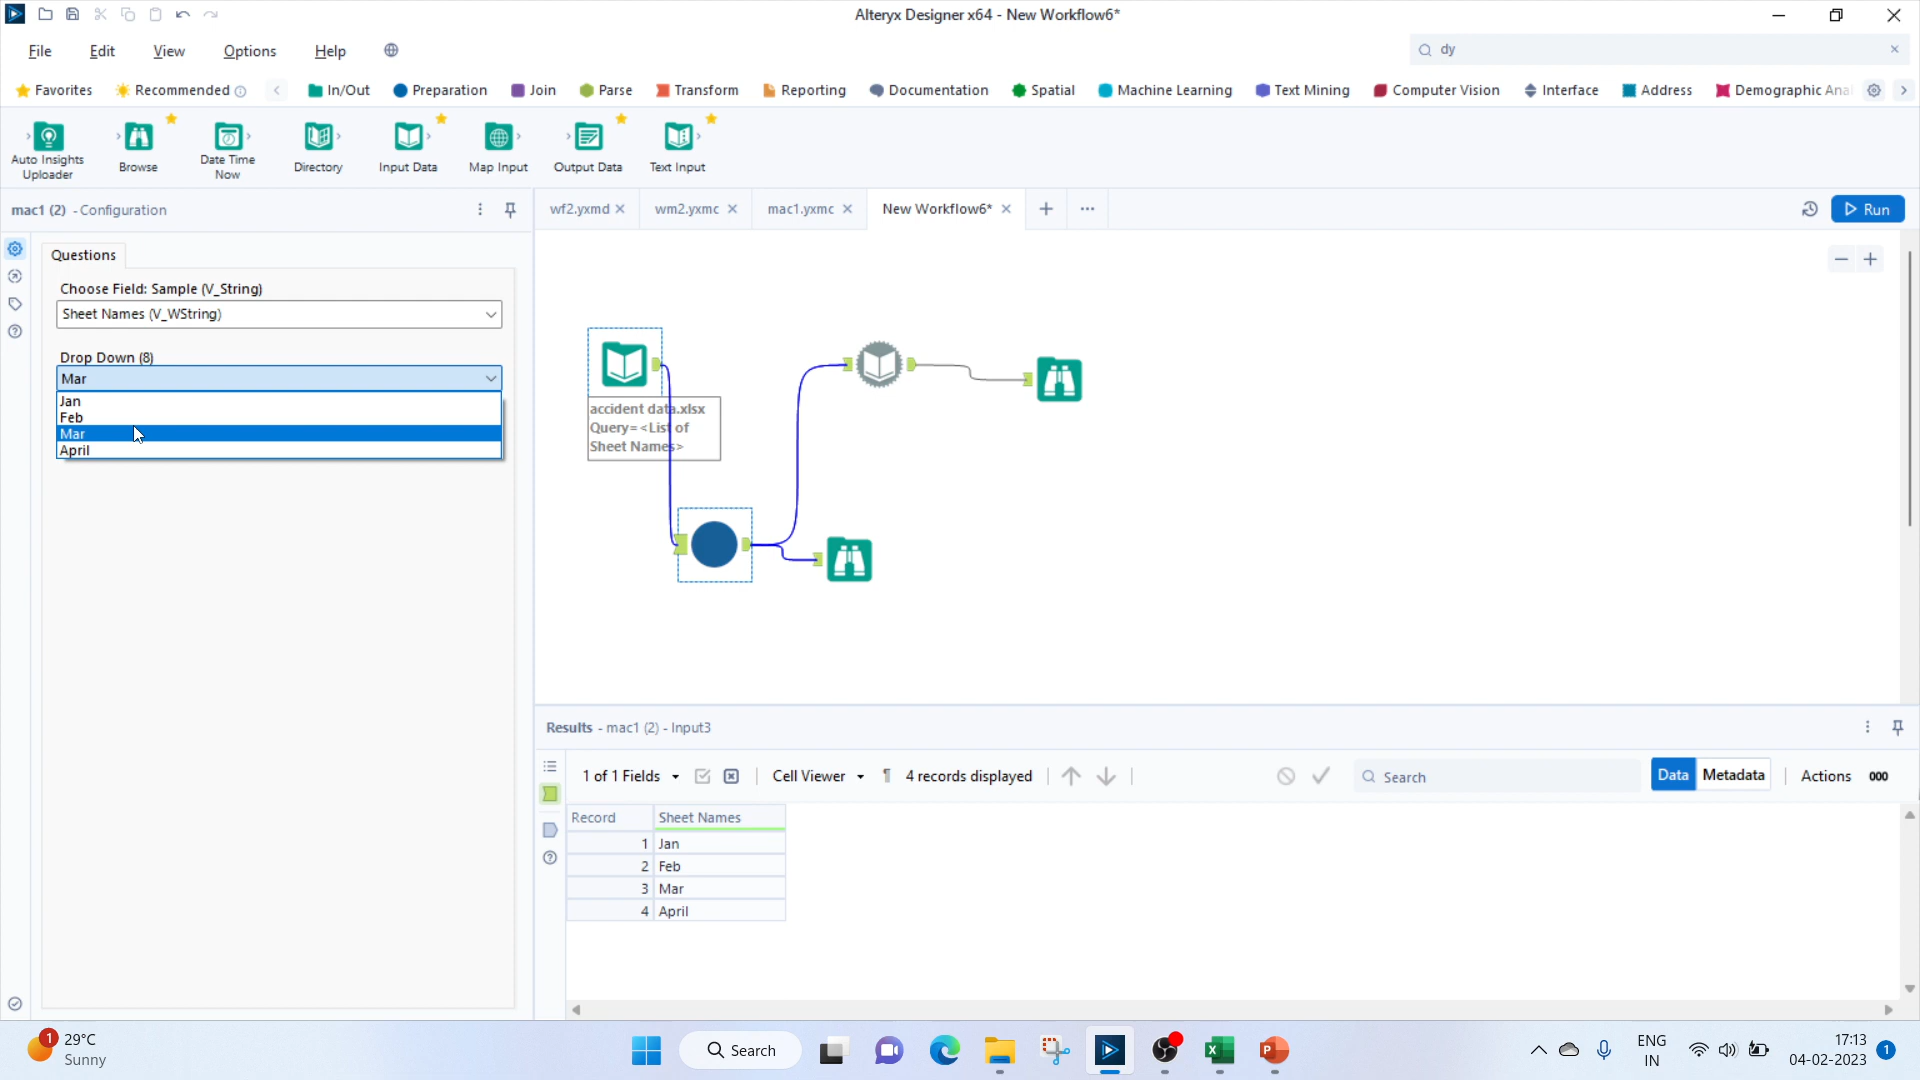 Alteryx Designer x64 - New Workflow6*
File Edit View Options Help
dy
Favorites Recommended In/Out Preparation Join Parse Transform Reporting Documentation Spatial Machine Learning Text Mining Computer Vision Interface Address Demographic Ana
Auto Insights
Uploader
Browse
Date Time
Now
Directory
Input Data
Map Input
Output Data
Text Input
mac1 (2) - Configuration
wf2.yxmd wm2.yxmc mac1.yxmc New Workflow6*
Run
Questions
Choose Field: Sample (V_String)
Sheet Names (V_WString)
Drop Down (8)
Mar
Jan
Feb
Mar
April
accident data.xlsx
Query=<List of
Sheet Names>
Results - mac1 (2) - Input3
1 of 1 Fields Cell Viewer 4 records displayed Search Data Metadata Actions 000
Record Sheet Names
1 Jan
2 Feb
3 Mar
4 April
1
29°C
Sunny
Search
ENG
IN
17:13
04-02-2023
1